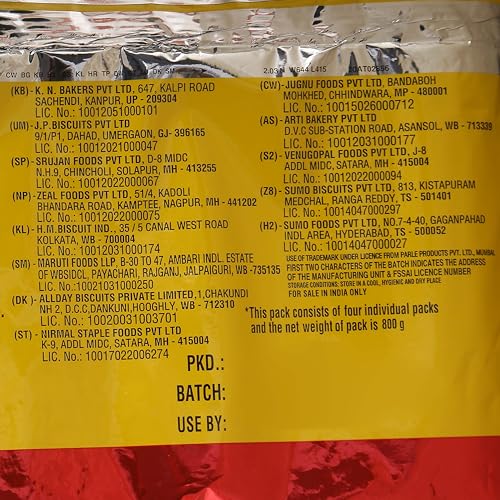 (KB)- K. N. BAKERS PVT LTD. 647, KALPI ROAD
SACHENDI, KANPUR, UP - 209304
LIC. No.: 10012051000101
(UM)- J.P.BISCUITS PVT LTD
9/1/P1, DAHAD, UMERGAON, GJ- 396165
LIC. No.: 10012021000047
(SP)- SRUJAN FOODS PVT LTD, D-8 MIDC
N.H.9, CHINCHOLI, SOLAPUR, MH - 413255
LIC. No.: 10012022000067
(NP)- ZEAL FOODS PVT LTD, 51/4, KADOLI
BHANDARA ROAD, KAMPTEE, NAGPUR, MH - 441202
LIC. No.: 10012022000075
(KL)- H.M.BISCUIT IND., 35 / 5 CANAL WEST ROAD
KOLKATA, WB - 700004
LIC. No.: 10012031000174
(SM)- MARUTI FOODS LLP. B-30 TO 47, AMBARI INDL. ESTATE
OF WBSIDCL, PAYACHARI, RAJGANJ, JALPAIGURI, WB -735135
LIC. No.: 10021031000250
(DK)- ALLDAY BISCUITS PRIVATE LIMITED,1,CHAKUNDI
NH 2, D.C.C,DANKUNI,HOOGHLY, WB - 712310
LIC. No.: 10020031003701
(ST)- NIRMAL STAPLE FOODS PVT LTD
K-9, ADDL MIDC, SATARA, MH - 415004
LIC. No.: 10017022006274
(CW)-JUGNU FOODS PVT LTD, BANDABOH
MOHKHED, CHHINDWARA, MP - 480001
LIC. No.: 10015026000712
(AS)- ARTI BAKERY PVT LTD
D.V.C SUB-STATION ROAD, ASANSOL, WB - 713339
LIC. No.: 10012031000177
(S2)- VENUGOPAL FOODS PVT LTD, J-8
ADDL MIDC, SATARA, MH - 415004
LIC. No.: 10012022000094
(Z8)- SUMO BISCUITS PVT LTD, 813, KISTAPURAM
MEDCHAL, RANGA REDDY, TS - 501401
LIC. No.: 10014047000297
(H2)- SUMO FOODS PVT LTD, NO.7-4-40, GAGANPAHAD
INDL AREA, HYDERABAD, TS - 500052
LIC. No.: 10014047000027
USE OF TRADEMARK UNDER LICENCE FROM PARLE PRODUCTS PVT. LTD., MUMBAI
FIRST TWO CHARACTERS OF THE BATCH INDICATES THE ADDRESS
OF THE MANUFACTURING UNIT & FSSAI LICENCE NUMBER
STORAGE CONDITIONS: STORE IN A COOL, HYGIENIC AND DRY PLACE
FOR SALE IN INDIA ONLY
*This pack consists of four individual packs
and the net weight of pack is 800 g
PKD.:
BATCH:
USE BY: